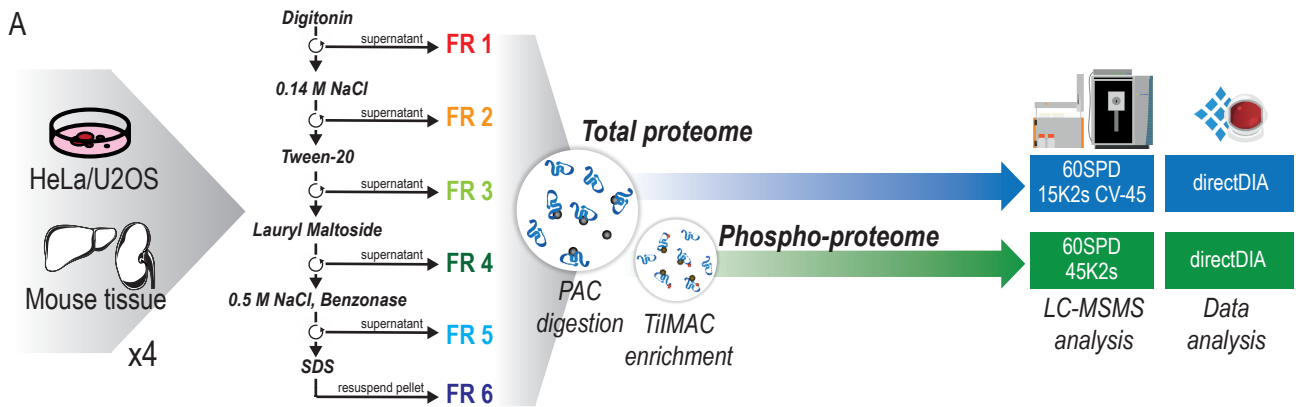 A
HeLa/U2OS
Mouse tissue
x4
Digitonin
supernatant
FR 1
0.14 M NaCl
supernatant
FR 2
Tween-20
supernatant
FR 3
Lauryl Maltoside
supernatant
FR 4
0.5 M NaCl, Benzonase
supernatant
FR 5
SDS
resuspend pellet
FR 6
PAC
digestion
TiIMAC
enrichment
Total proteome
Phospho-proteome
60SPD
15K2s CV-45
directDIA
60SPD
45K2s
directDIA
LC-MSMS
analysis
Data
analysis